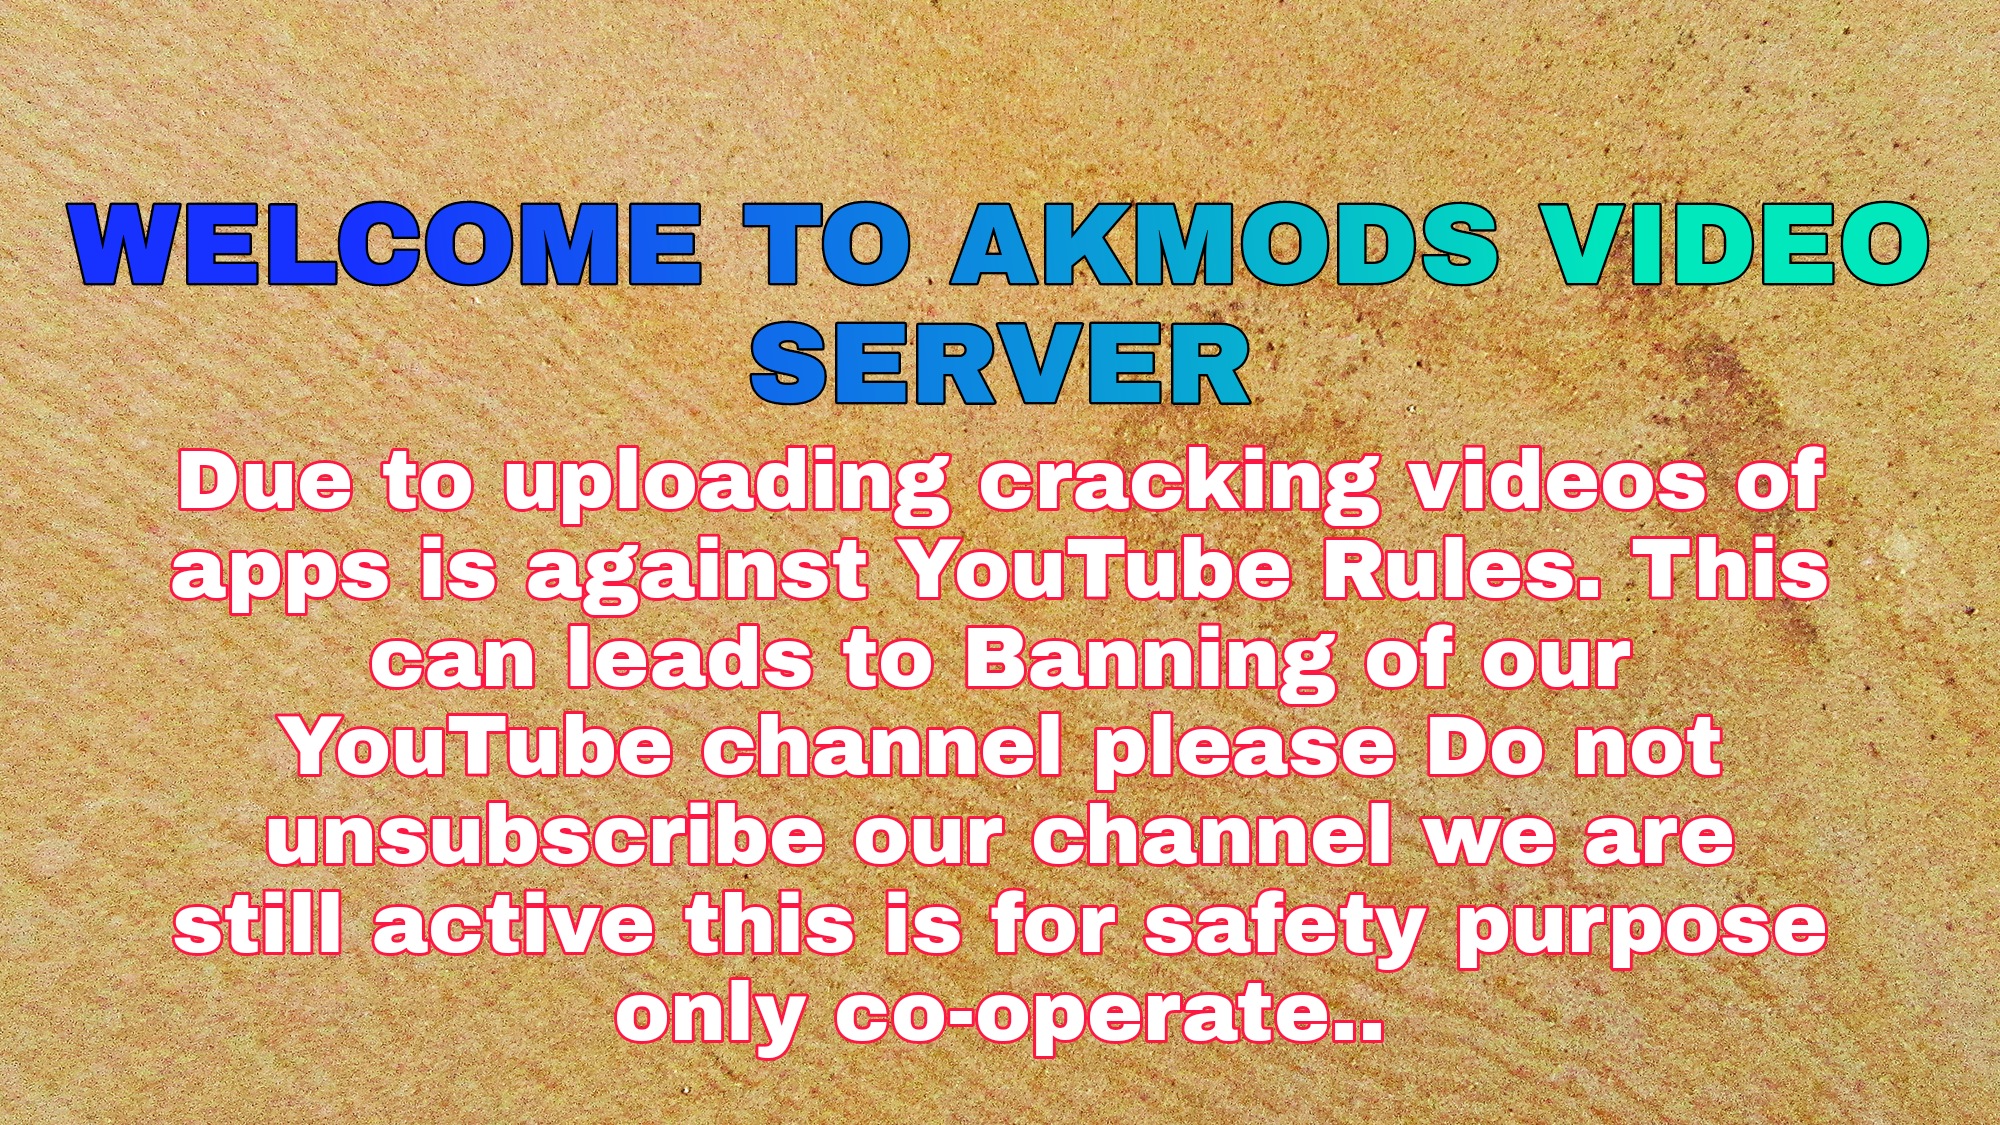 WELCOME TO AKMODS VIDEO
SERVER
Due to uploading cracking videos of
apps is against YouTube Rules. This
can leads to Banning of our
YouTube channel please Do not
unsubscribe our channel we are
still active this is for safety purpose
only co-operate..